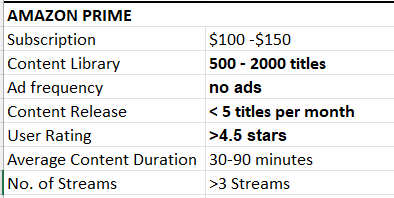 AMAZON PRIME
Subscription $100 -$150
Content Library 500 - 2000 titles
Ad frequency no ads
Content Release < 5 titles per month
User Rating >4.5 stars
Average Content Duration 30-90 minutes
No. of Streams >3 Streams